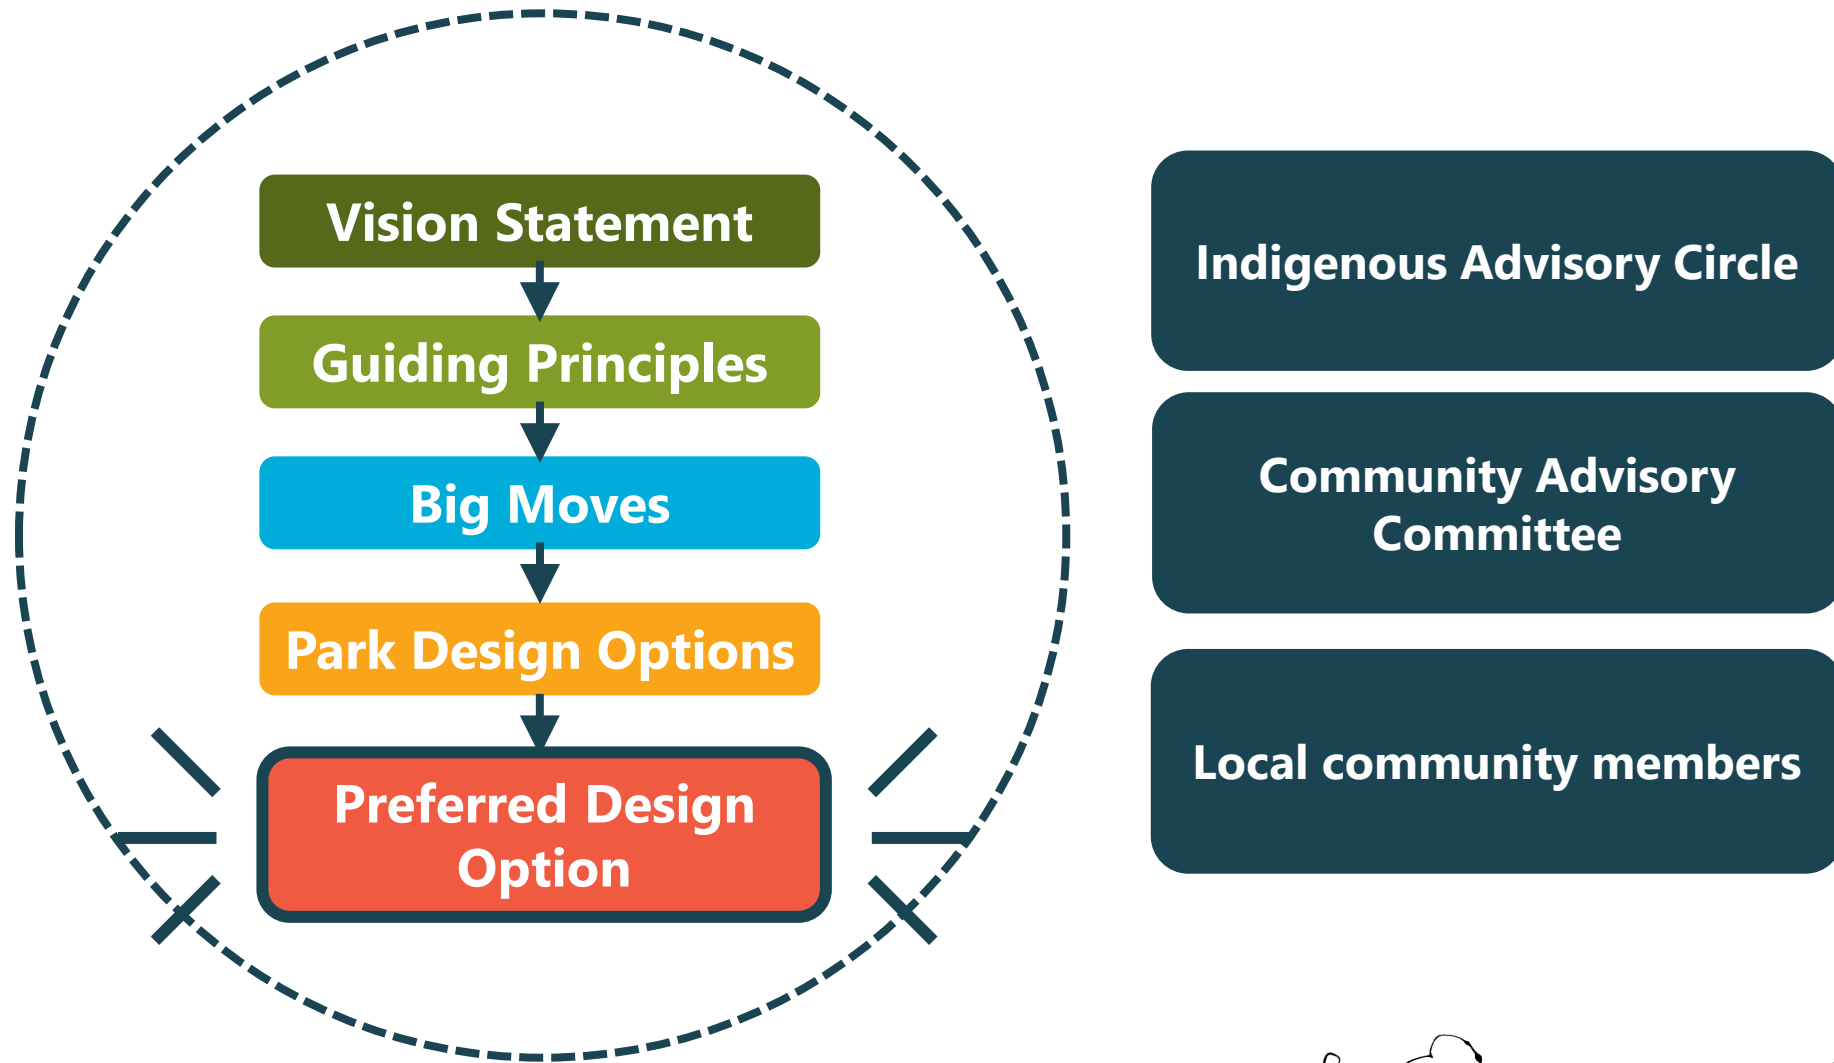 Vision Statement
Guiding Principles
Big Moves
Park Design Options
Preferred Design
Option
Indigenous Advisory Circle
Community Advisory
Committee
Local community members